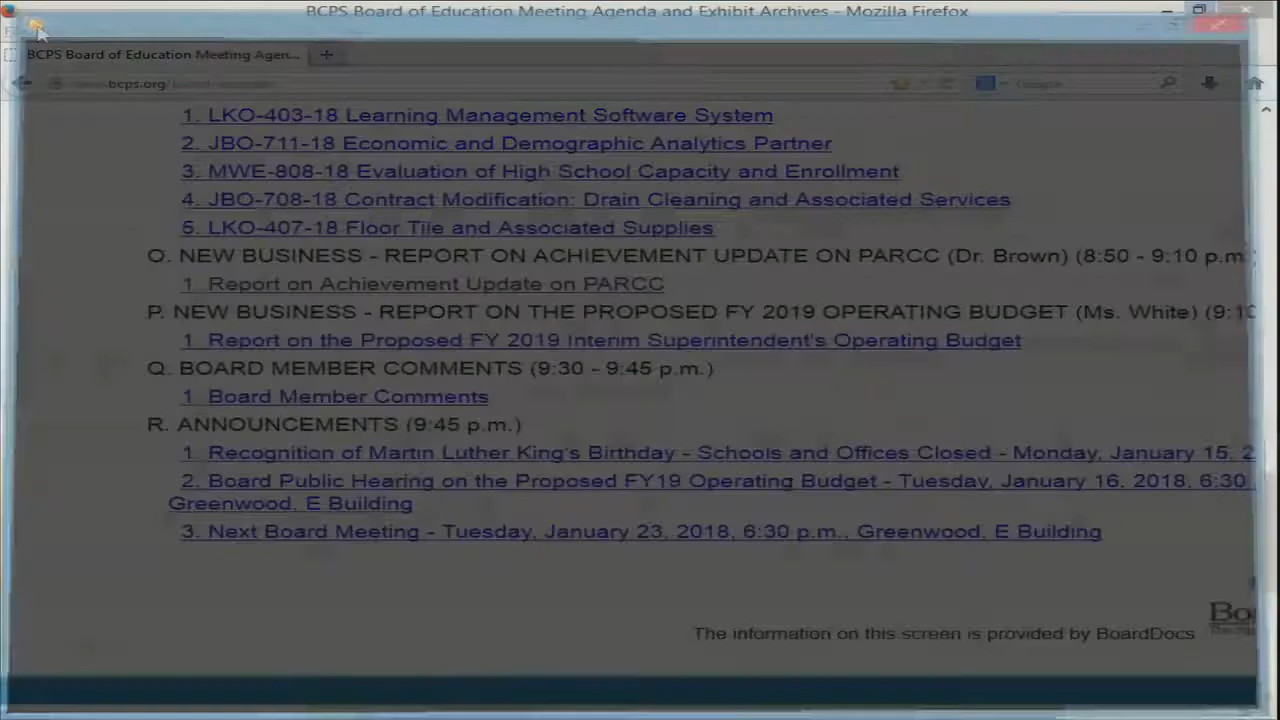 BCPS Board of Education Meeting Agenda and Exhibit Archives - Mozilla Firefox
BCPS Board of Education Meeting Agen...
bcps.org/
Google
1. LKO-403-18 Learning Management Software System
2. JBO-711-18 Economic and Demographic Analytics Partner
3. MWE-808-18 Evaluation of High School Capacity and Enrollment
4. JBO-708-18 Contract Modification: Drain Cleaning and Associated Services
5. LKO-407-18 Floor Tile and Associated Supplies
O. NEW BUSINESS - REPORT ON ACHIEVEMENT UPDATE ON PARCC (Dr. Brown) (8:50 - 9:10 p.m
1 Report on Achievement Update on PARCC
P. NEW BUSINESS - REPORT ON THE PROPOSED FY 2019 OPERATING BUDGET (Ms. White) (9:10
1 Report on the Proposed FY 2019 Interim Superintendent's Operating Budget
Q. BOARD MEMBER COMMENTS (9:30 - 9:45 p.m.)
1 Board Member Comments
R. ANNOUNCEMENTS (9:45 p.m.)
1 Recognition of Martin Luther King's Birthday - Schools and Offices Closed - Monday, January 15, 2
2. Board Public Hearing on the Proposed FY19 Operating Budget - Tuesday, January 16, 2018, 6:30
Greenwood, E Building
3. Next Board Meeting - Tuesday, January 23, 2018, 6:30 p.m., Greenwood, E Building
The information on this screen is provided by BoardDocs